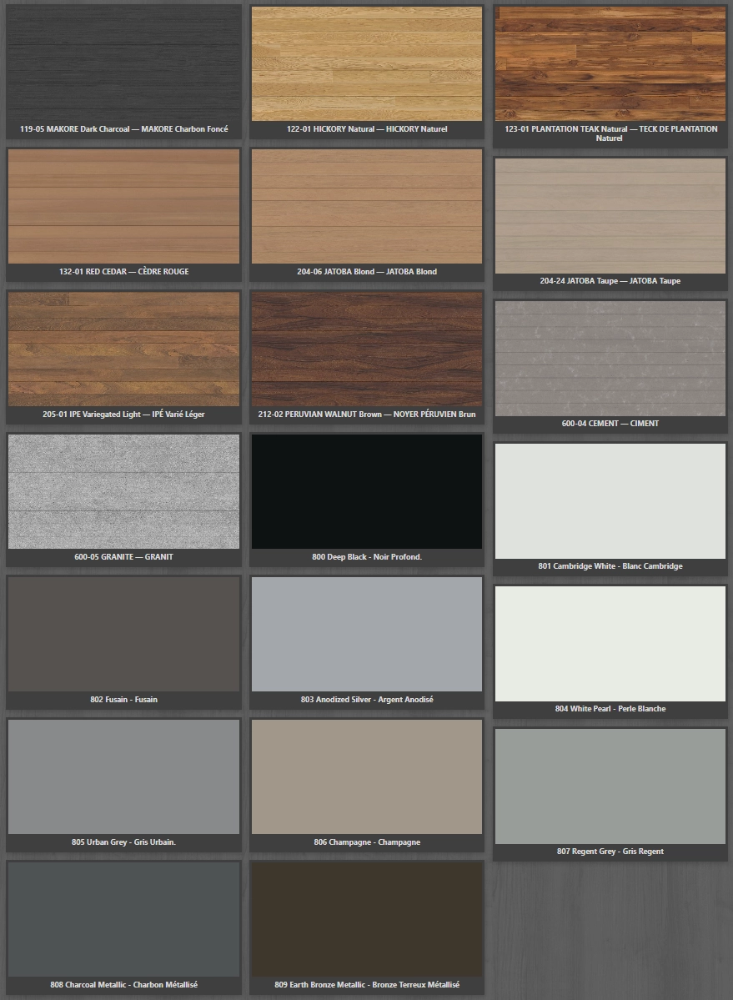 119-05 MAKORE Dark Charcoal — MAKORE Charbon Foncé
122-01 HICKORY Natural — HICKORY Naturel
123-01 PLANTATION TEAK Natural — TECK DE PLANTATION
Naturel
132-01 RED CEDAR — CÈDRE ROUGE
204-06 JATOBA Blond — JATOBA Blond
204-24 JATOBA Taupe — JATOBA Taupe
205-01 IPE Variegated Light — IPÉ Varié Léger
212-02 PERUVIAN WALNUT Brown — NOYER PÉRUVIEN Brun
600-04 CEMENT — CIMENT
600-05 GRANITE — GRANIT
800 Deep Black - Noir Profond.
801 Cambridge White - Blanc Cambridge
802 Fusain - Fusain
803 Anodized Silver - Argent Anodisé
804 White Pearl - Perle Blanche
805 Urban Grey - Gris Urbain.
806 Champagne - Champagne
807 Regent Grey - Gris Regent
808 Charcoal Metallic - Charbon Métallisé
809 Earth Bronze Metallic - Bronze Terreux Métallisé